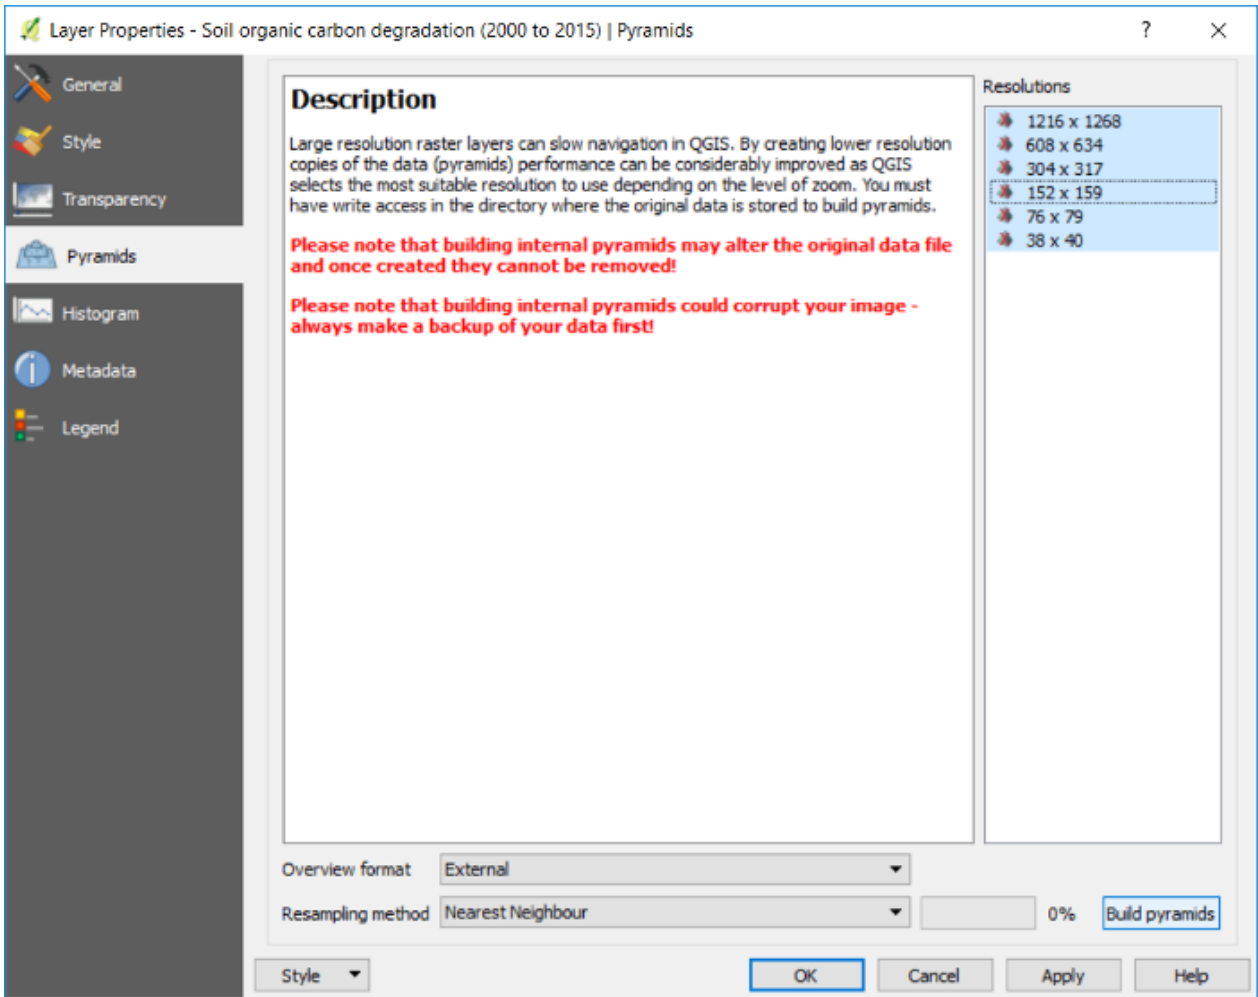 Layer Properties - Soil organic carbon degradation (2000 to 2015) | Pyramids
?
General
Style
Transparency
Pyramids
Histogram
Metadata
Legend
Description
Large resolution raster layers can slow navigation in QGIS. By creating lower resolution
copies of the data (pyramids) performance can be considerably improved as QGIS
selects the most suitable resolution to use depending on the level of zoom. You must
have write access in the directory where the original data is stored to build pyramids.
Please note that building internal pyramids may alter the original data file
and once created they cannot be removed!
Please note that building internal pyramids could corrupt your image -
always make a backup of your data first!
Resolutions
1216 x 1268
608 x 634
304 x 317
152 x 159
76 x 79
38 x 40
Overview format External
Resampling method Nearest Neighbour 0% Build pyramids
Style OK Cancel Apply Help